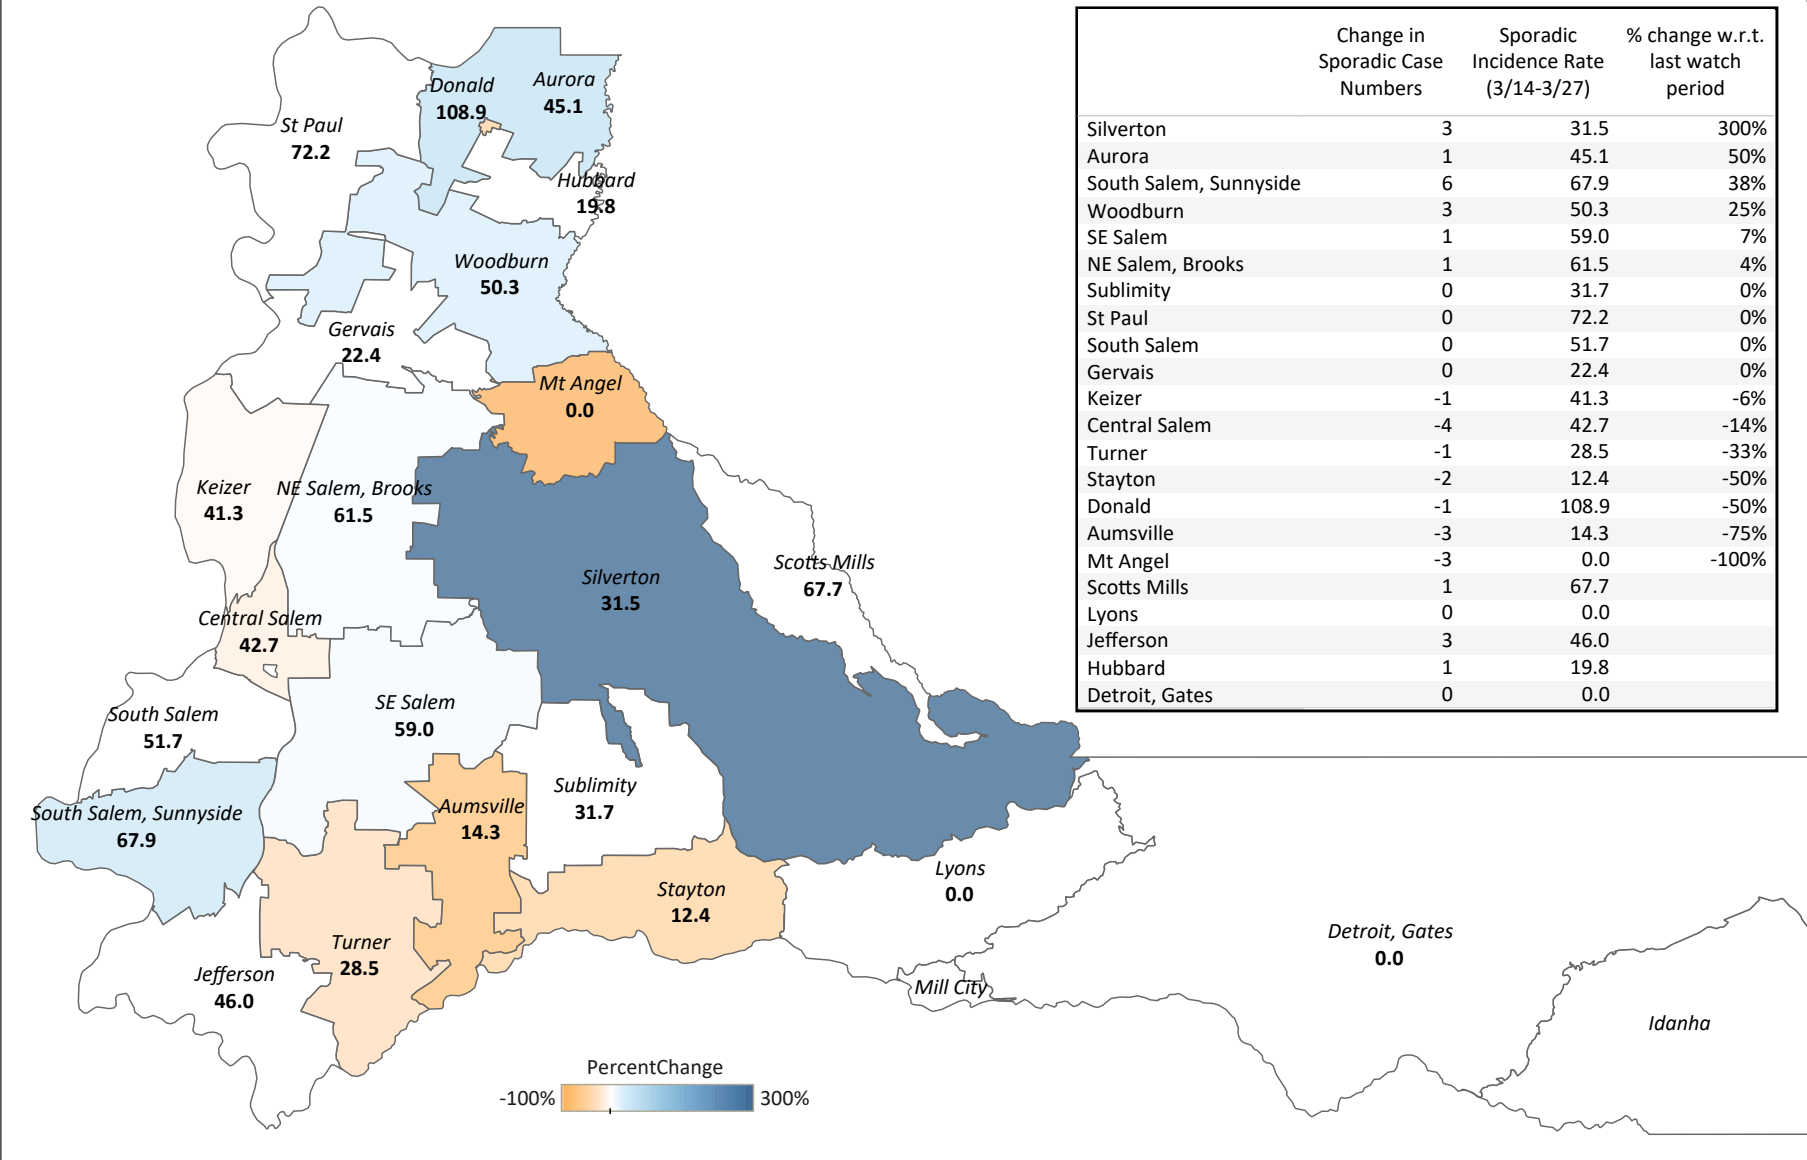 Change in
Sporadic Case
Numbers
Sporadic
Incidence Rate
(3/14-3/27)
% change w.r.t.
last watch
period
Silverton 3 31.5 300%
Aurora 1 45.1 50%
South Salem, Sunnyside 6 67.9 38%
Woodburn 3 50.3 25%
SE Salem 1 59.0 7%
NE Salem, Brooks 1 61.5 4%
Sublimity 0 31.7 0%
St Paul 0 72.2 0%
South Salem 0 51.7 0%
Gervais 0 22.4 0%
Keizer -1 41.3 -6%
Central Salem -4 42.7 -14%
Turner -1 28.5 -33%
Stayton -2 12.4 -50%
Donald -1 108.9 -50%
Aumsville -3 14.3 -75%
Mt Angel -3 0.0 -100%
Scotts Mills 1 67.7
Lyons 0 0.0
Jefferson 3 46.0
Hubbard 1 19.8
Detroit, Gates 0 0.0
Donald
108.9
Aurora
45.1
St Paul
72.2
Hubbard
19.8
Woodburn
50.3
Gervais
22.4
Mt Angel
0.0
Keizer
41.3
NE Salem, Brooks
61.5
Silverton
31.5
Scotts Mills
67.7
Central Salem
42.7
SE Salem
59.0
South Salem
51.7
Sublimity
31.7
South Salem, Sunnyside
67.9
Aumsville
14.3
Stayton
12.4
Lyons
0.0
Turner
28.5
Jefferson
46.0
Mill City
Detroit, Gates
0.0
Idanha
PercentChange
-100% 300%